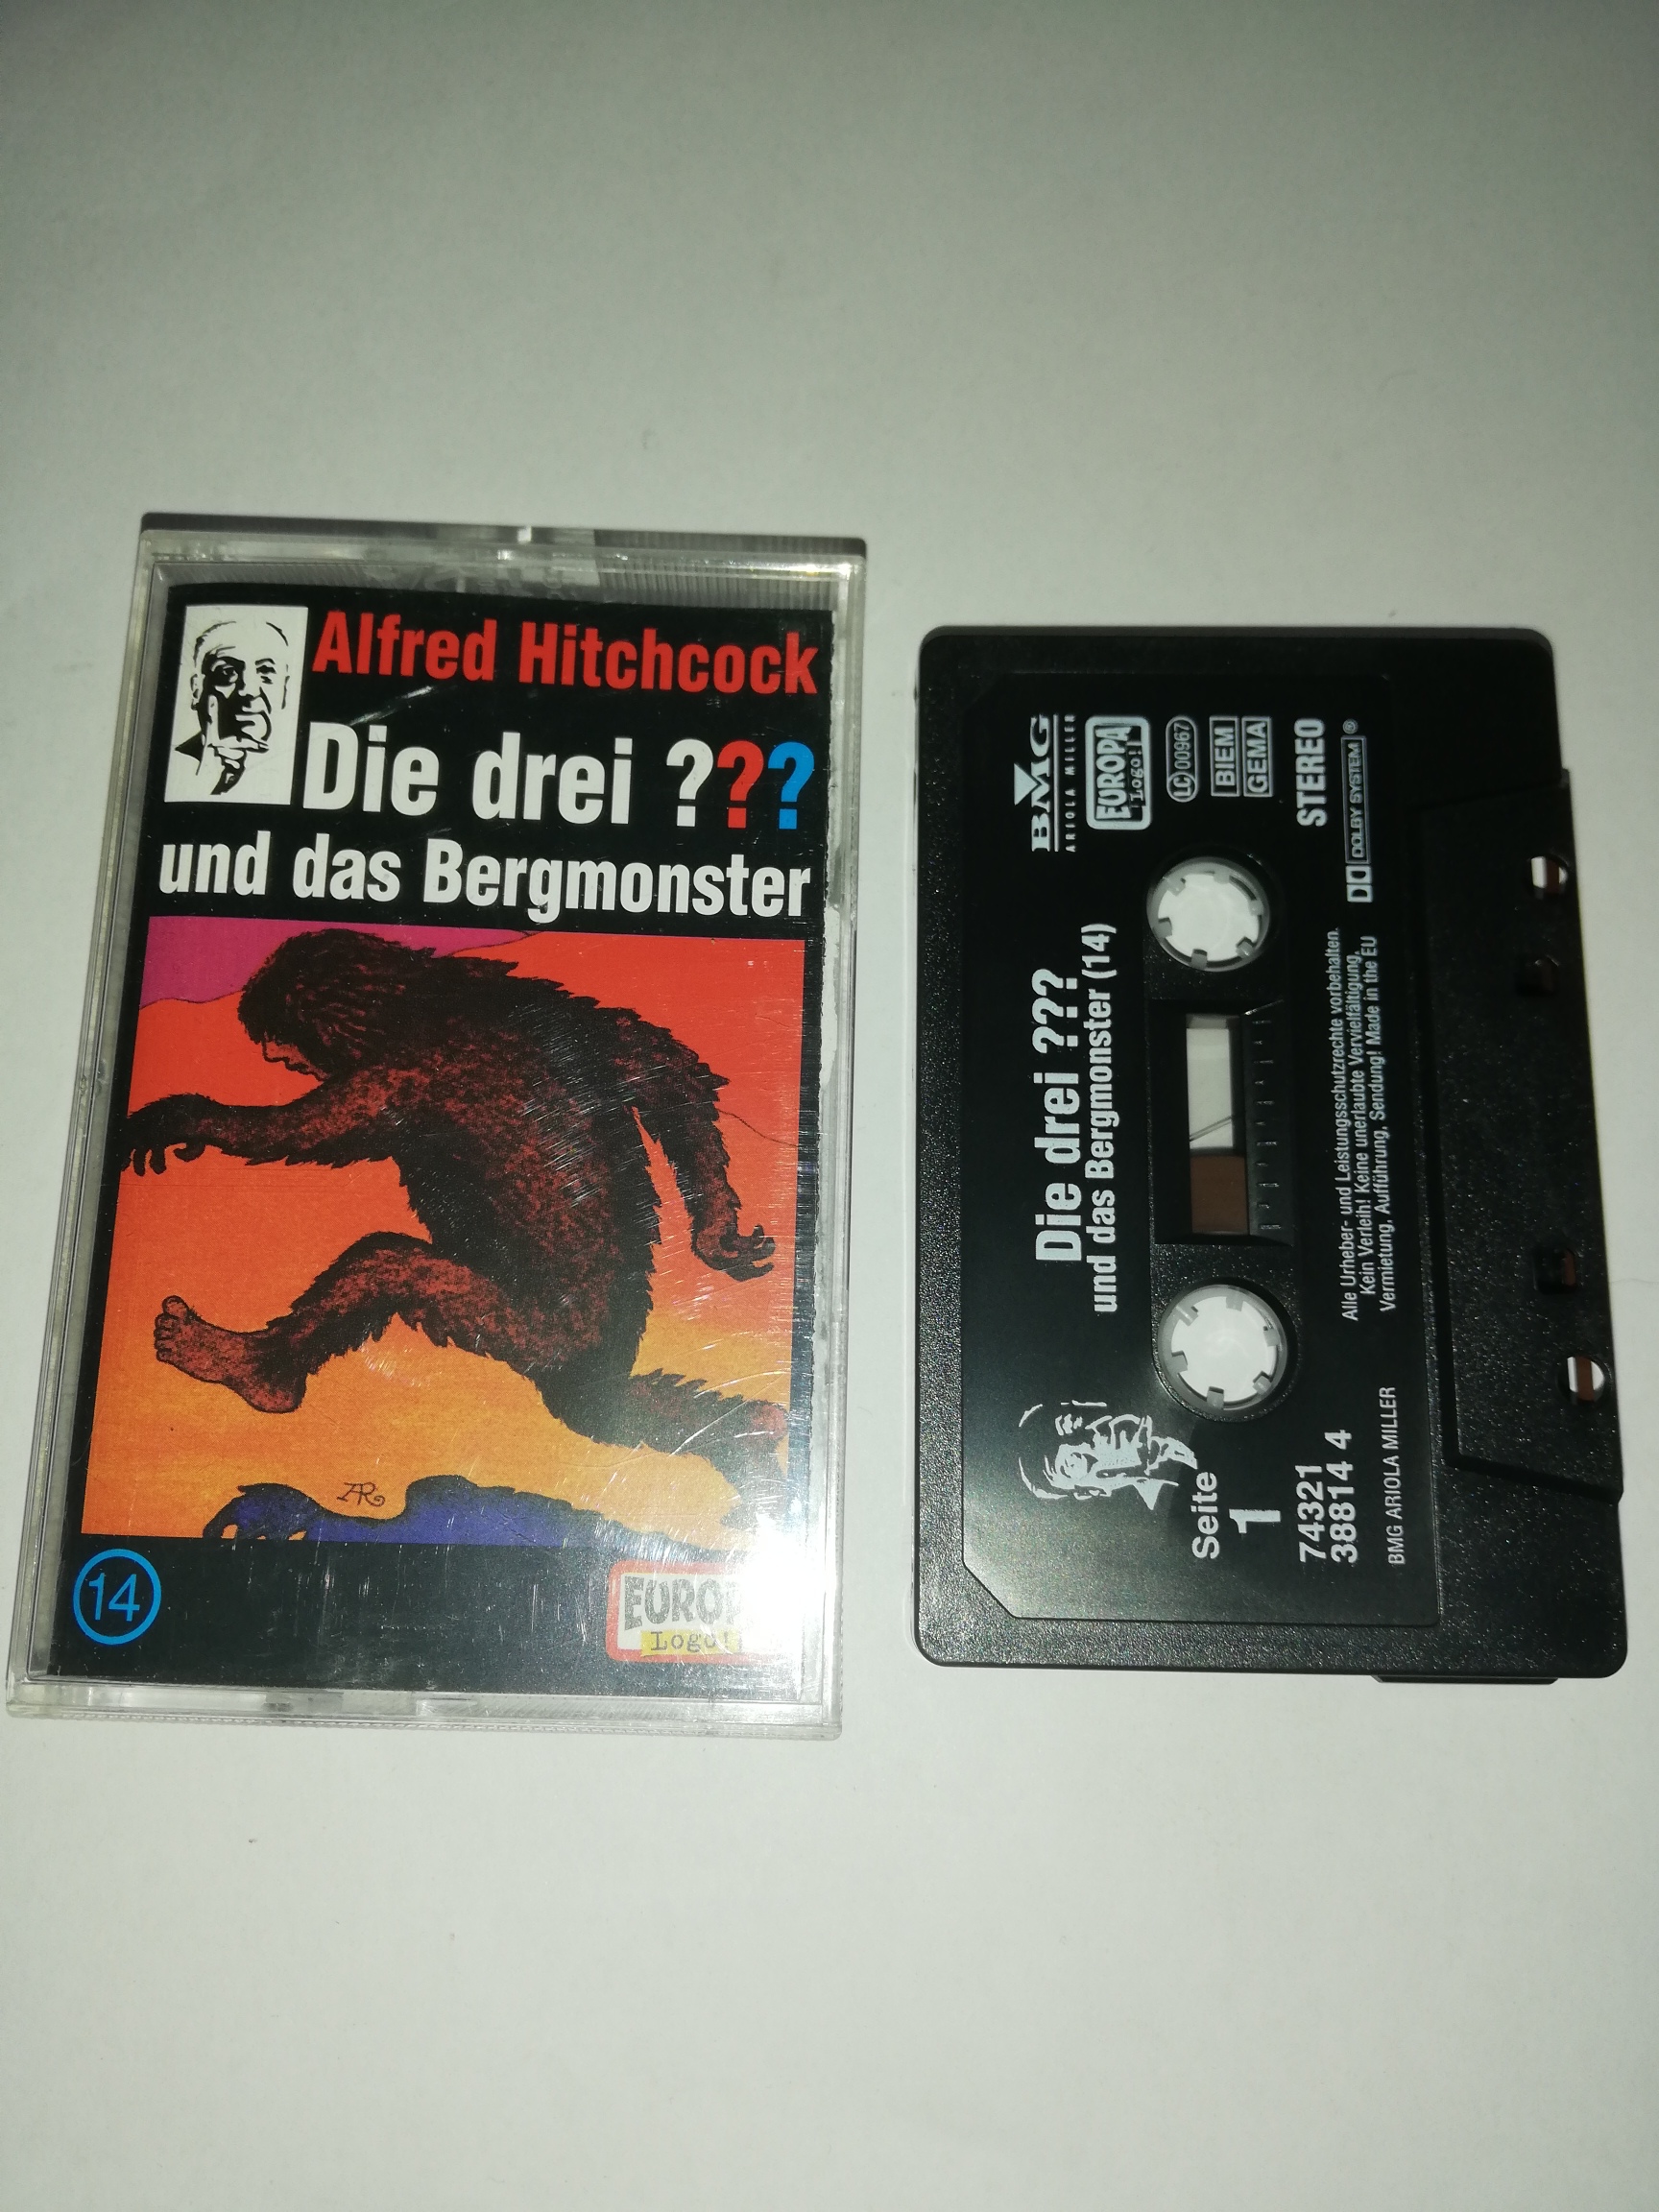 Alfred Hitchcock
Die drei ???
und das Bergmonster
AR
14
Logo!
BMG
ARIOLA MILLER
EUROPA
Logo!
LC 00967
BIEM
GEMA
STEREO
DOLBY SYSTEM®
Die drei ???
und das Bergmonster (14)
Alle Urheber- und Leistungsschutzrechte vorbehalten.
Kein Verleih! Keine unerlaubte Vervielfältigung,
Vermietung, Aufführung, Sendung! Made in the EU
Seite
1
74321
38814 4
BMG ARIOLA MILLER